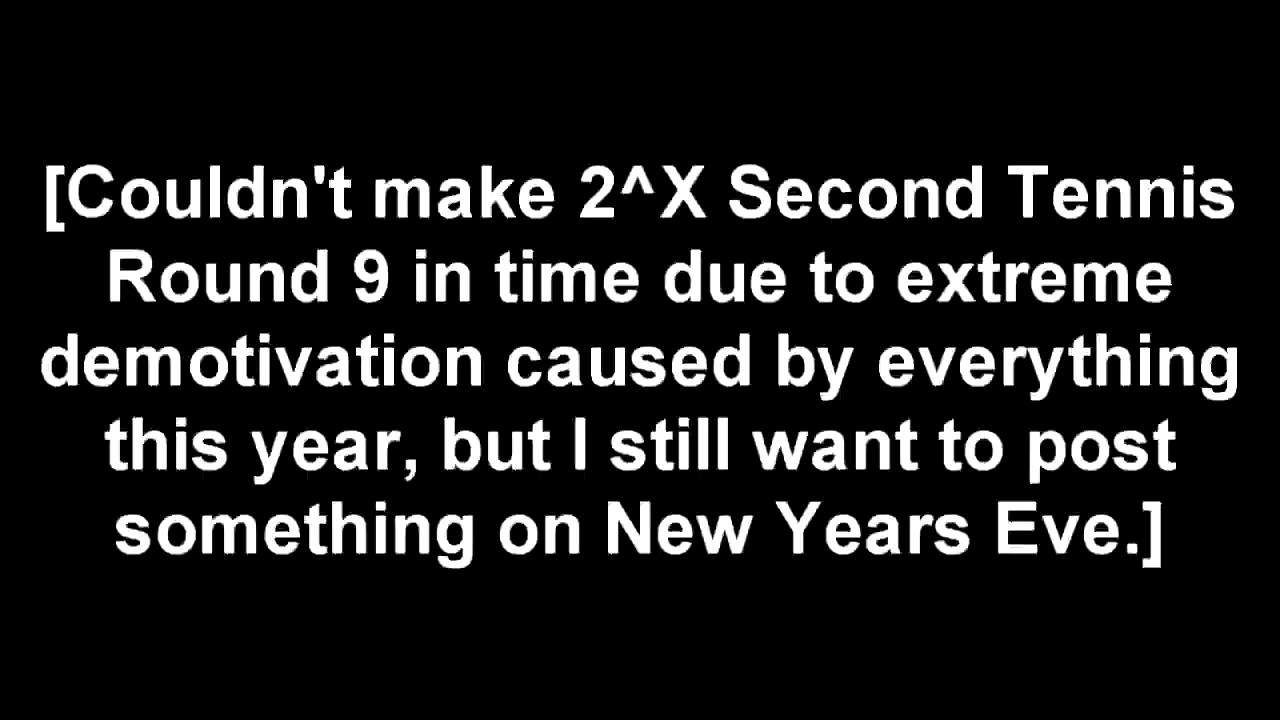 [Couldn't make 2^X Second Tennis
Round 9 in time due to extreme
demotivation caused by everything
this year, but I still want to post
something on New Years Eve.]